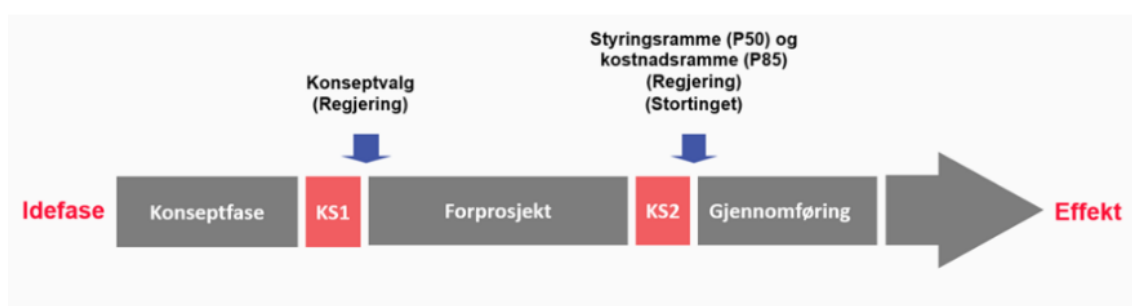 Styringsramme (P50) og
kostnadsramme (P85)
(Regjering)
(Stortinget)
Konseptvalg
(Regjering)
Idefase
Konseptfase
KS1
Forprosjekt
KS2
Gjennomføring
Effekt